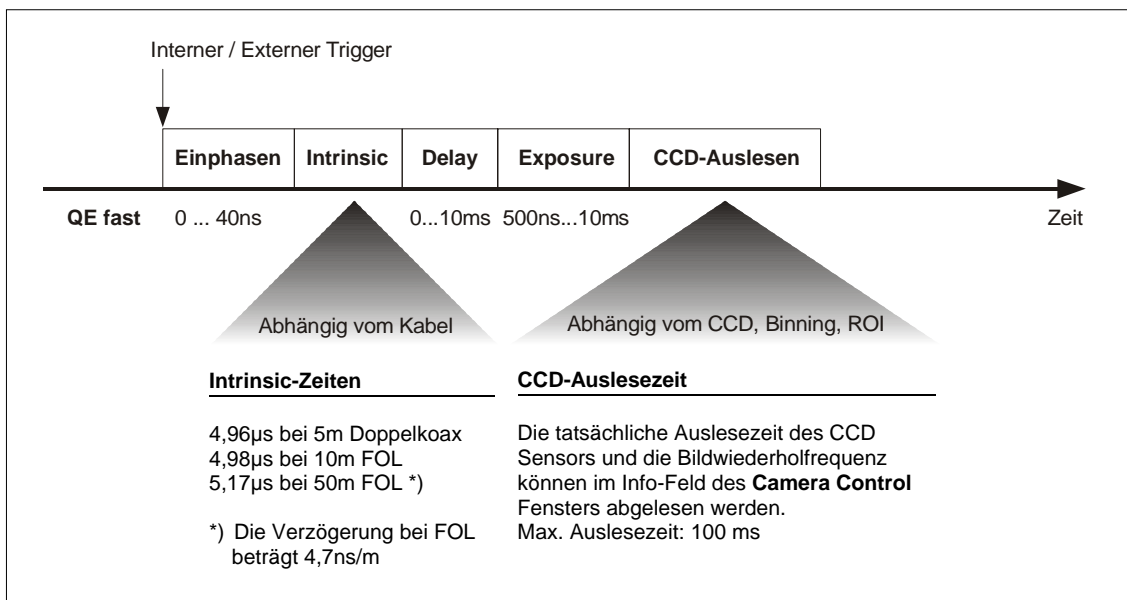 Interner / Externer Trigger
Einphasen Intrinsic Delay Exposure CCD-Auslesen
QE fast 0 ... 40ns 0...10ms 500ns...10ms Zeit
Abhängig vom Kabel Abhängig vom CCD, Binning, ROI
Intrinsic-Zeiten
4,96µs bei 5m Doppelkoax
4,98µs bei 10m FOL
5,17µs bei 50m FOL *)
*) Die Verzögerung bei FOL
beträgt 4,7ns/m
CCD-Auslesezeit
Die tatsächliche Auslesezeit des CCD
Sensors und die Bildwiederholfrequenz
können im Info-Feld des Camera Control
Fensters abgelesen werden.
Max. Auslesezeit: 100 ms